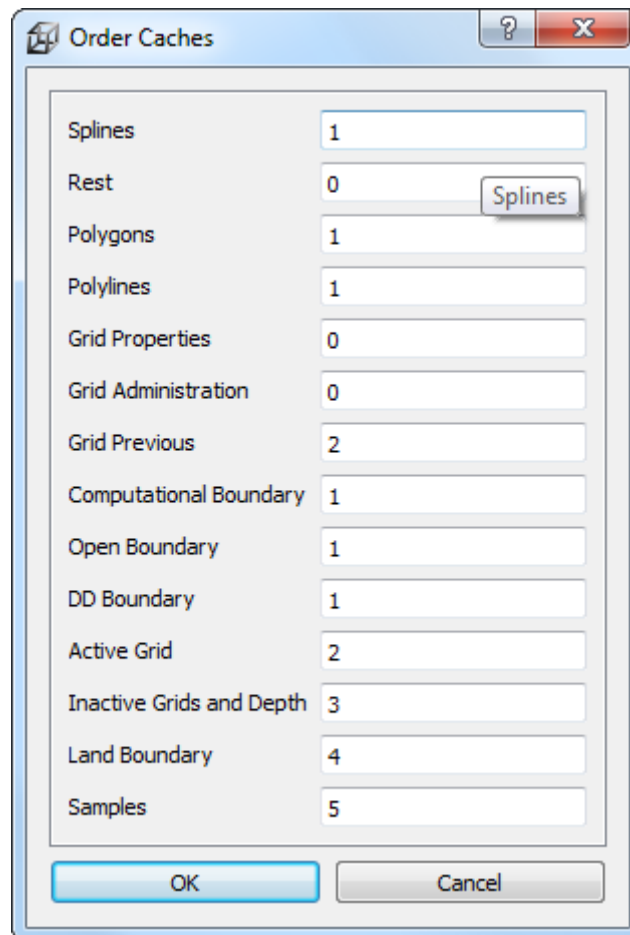 Order Caches
Splines 1
Rest 0
Splines
Polygons 1
Polylines 1
Grid Properties 0
Grid Administration 0
Grid Previous 2
Computational Boundary 1
Open Boundary 1
DD Boundary 1
Active Grid 2
Inactive Grids and Depth 3
Land Boundary 4
Samples 5
OK Cancel